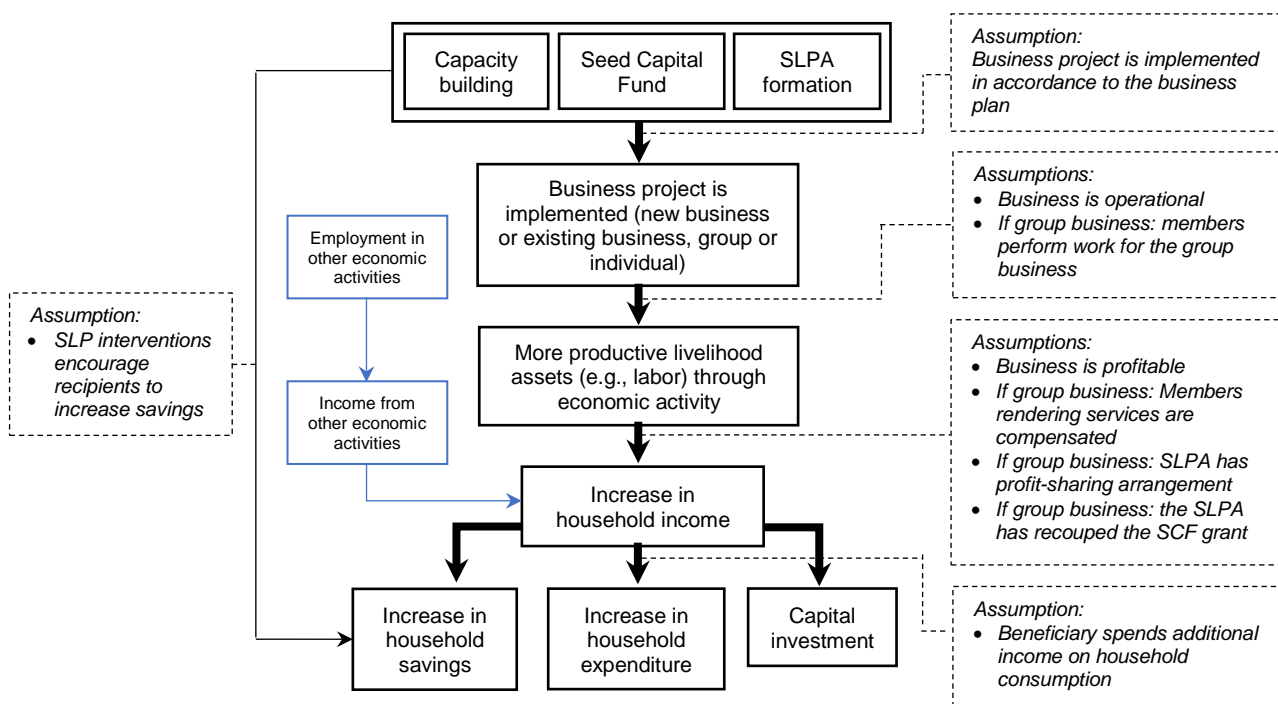 Capacity
building
Seed Capital
Fund
SLPA
formation
Assumption:
Business project is implemented
in accordance to the business
plan
Business project is
implemented (new business
or existing business, group or
individual)
Assumptions:
• Business is operational
• If group business: members
perform work for the group
business
Employment in
other economic
activities
Assumption:
• SLP interventions
encourage
recipients to
increase savings
More productive livelihood
assets (e.g., labor) through
economic activity
Assumptions:
• Business is profitable
• If group business: Members
rendering services are
compensated
• If group business: SLPA has
profit-sharing arrangement
• If group business: the SLPA
has recouped the SCF grant
Income from
other economic
activities
Increase in
household income
Increase in
household
savings
Increase in
household
expenditure
Capital
investment
Assumption:
• Beneficiary spends additional
income on household
consumption